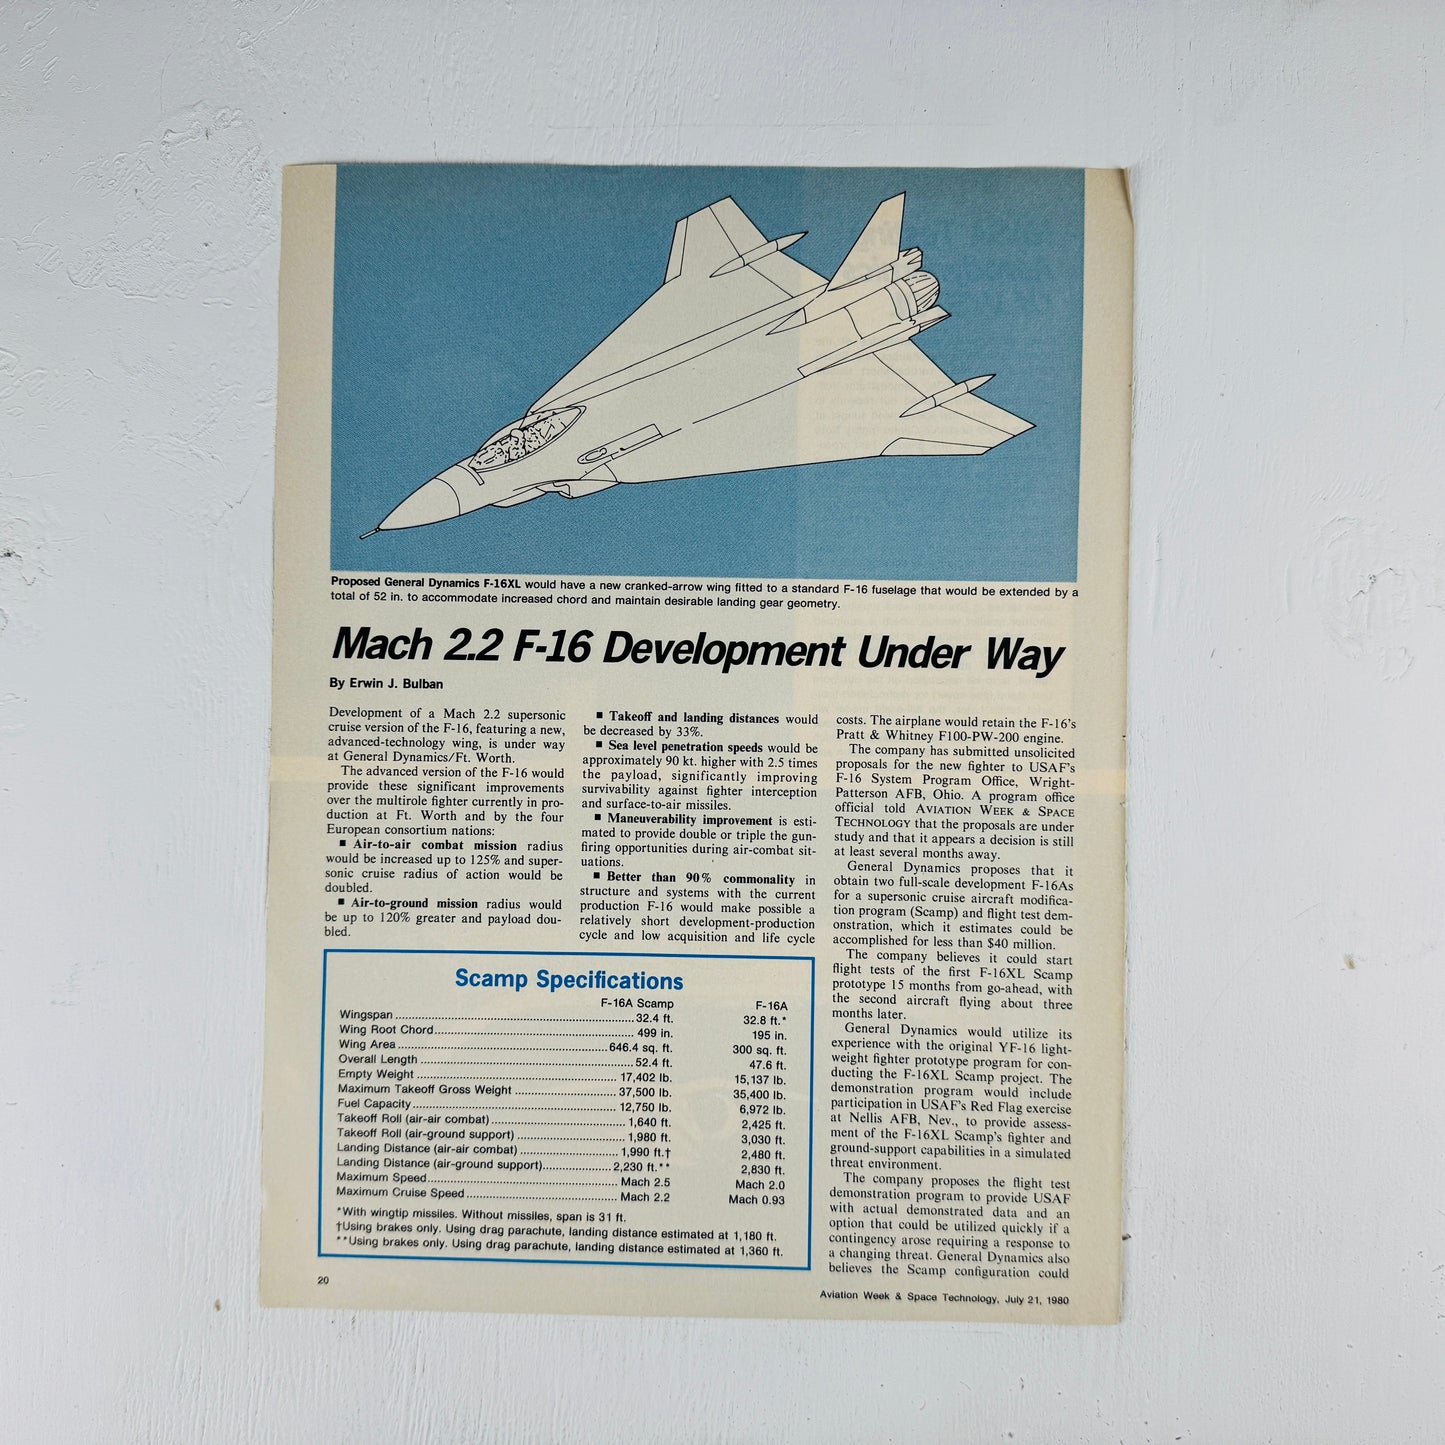 Proposed General Dynamics F-16XL would have a new cranked-arrow wing fitted to a standard F-16 fuselage that would be extended by a
total of 52 in. to accommodate increased chord and maintain desirable landing gear geometry.
Mach 2.2 F-16 Development Under Way
By Erwin J. Bulban
Development of a Mach 2.2 supersonic
cruise version of the F-16, featuring a new,
advanced-technology wing, is under way
at General Dynamics/Ft. Worth.
The advanced version of the F-16 would
provide these significant improvements
over the multirole fighter currently in pro-
duction at Ft. Worth and by the four
European consortium nations:
■ Air-to-air combat mission radius
would be increased up to 125% and super-
sonic cruise radius of action would be
doubled.
■ Air-to-ground mission radius would
be up to 120% greater and payload dou-
bled.
■ Takeoff and landing distances would
be decreased by 33%.
■ Sea level penetration speeds would be
approximately 90 kt. higher with 2.5 times
the payload, significantly improving
survivability against fighter interception
and surface-to-air missiles.
■ Maneuverability improvement is esti-
mated to provide double or triple the gun-
firing opportunities during air-combat sit-
uations.
■ Better than 90% commonality in
structure and systems with the current
production F-16 would make possible a
relatively short development-production
cycle and low acquisition and life cycle
costs. The airplane would retain the F-16's
Pratt & Whitney F100-PW-200 engine.
The company has submitted unsolicited
proposals for the new fighter to USAF's
F-16 System Program Office, Wright-
Patterson AFB, Ohio. A program office
official told AVIATION WEEK & SPACE
TECHNOLOGY that the proposals are under
study and that it appears a decision is still
at least several months away.
General Dynamics proposes that it
obtain two full-scale development F-16As
for a supersonic cruise aircraft modifica-
tion program (Scamp) and flight test dem-
onstration, which it estimates could be
accomplished for less than $40 million.
The company believes it could start
flight tests of the first F-16XL Scamp
prototype 15 months from go-ahead, with
the second aircraft flying about three
months later.
General Dynamics would utilize its
experience with the original YF-16 light-
weight fighter prototype program for con-
ducting the F-16XL Scamp project. The
demonstration program would include
participation in USAF's Red Flag exercise
at Nellis AFB, Nev., to provide assess-
ment of the F-16XL Scamp's fighter and
ground-support capabilities in a simulated
threat environment.
The company proposes the flight test
demonstration program to provide USAF
with actual demonstrated data and an
option that could be utilized quickly if a
contingency arose requiring a response to
a changing threat. General Dynamics also
believes the Scamp configuration could
Scamp Specifications
F-16A Scamp F-16A
Wingspan 32.4 ft. 32.8 ft.*
Wing Root Chord 499 in. 195 in.
Wing Area 646.4 sq. ft. 300 sq. ft.
Overall Length 52.4 ft. 47.6 ft.
Empty Weight 17,402 lb. 15,137 lb.
Maximum Takeoff Gross Weight 37,500 lb. 35,400 lb.
Fuel Capacity 12,750 lb. 6,972 lb.
Takeoff Roll (air-air combat) 1,640 ft. 2,425 ft.
Takeoff Roll (air-ground support) 1,980 ft. 3,030 ft.
Landing Distance (air-air combat) 1,990 ft.† 2,480 ft.
Landing Distance (air-ground support) 2,230 ft.** 2,830 ft.
Maximum Speed Mach 2.5 Mach 2.0
Maximum Cruise Speed Mach 2.2 Mach 0.93
*With wingtip missiles. Without missiles, span is 31 ft.
†Using brakes only. Using drag parachute, landing distance estimated at 1,180 ft.
**Using brakes only. Using drag parachute, landing distance estimated at 1,360 ft.
20
Aviation Week & Space Technology, July 21, 1980